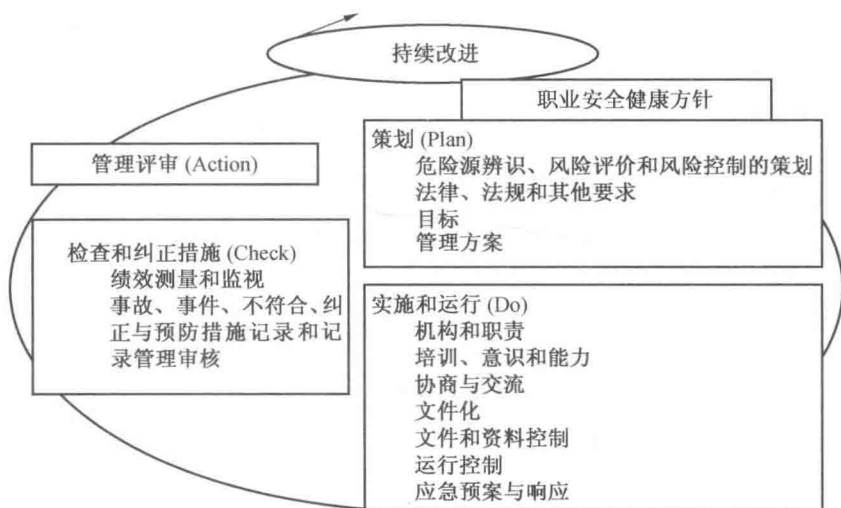 持续改进
职业安全健康方针
策划 (Plan)
危险源辨识、风险评价和风险控制的策划
法律、法规和其他要求
目标
管理方案
实施和运行 (Do)
机构和职责
培训、意识和能力
协商与交流
文件化
文件和资料控制
运行控制
应急预案与响应
检查和纠正措施 (Check)
绩效测量和监视
事故、事件、不符合、纠
正与预防措施记录和记
录管理审核
管理评审 (Action)